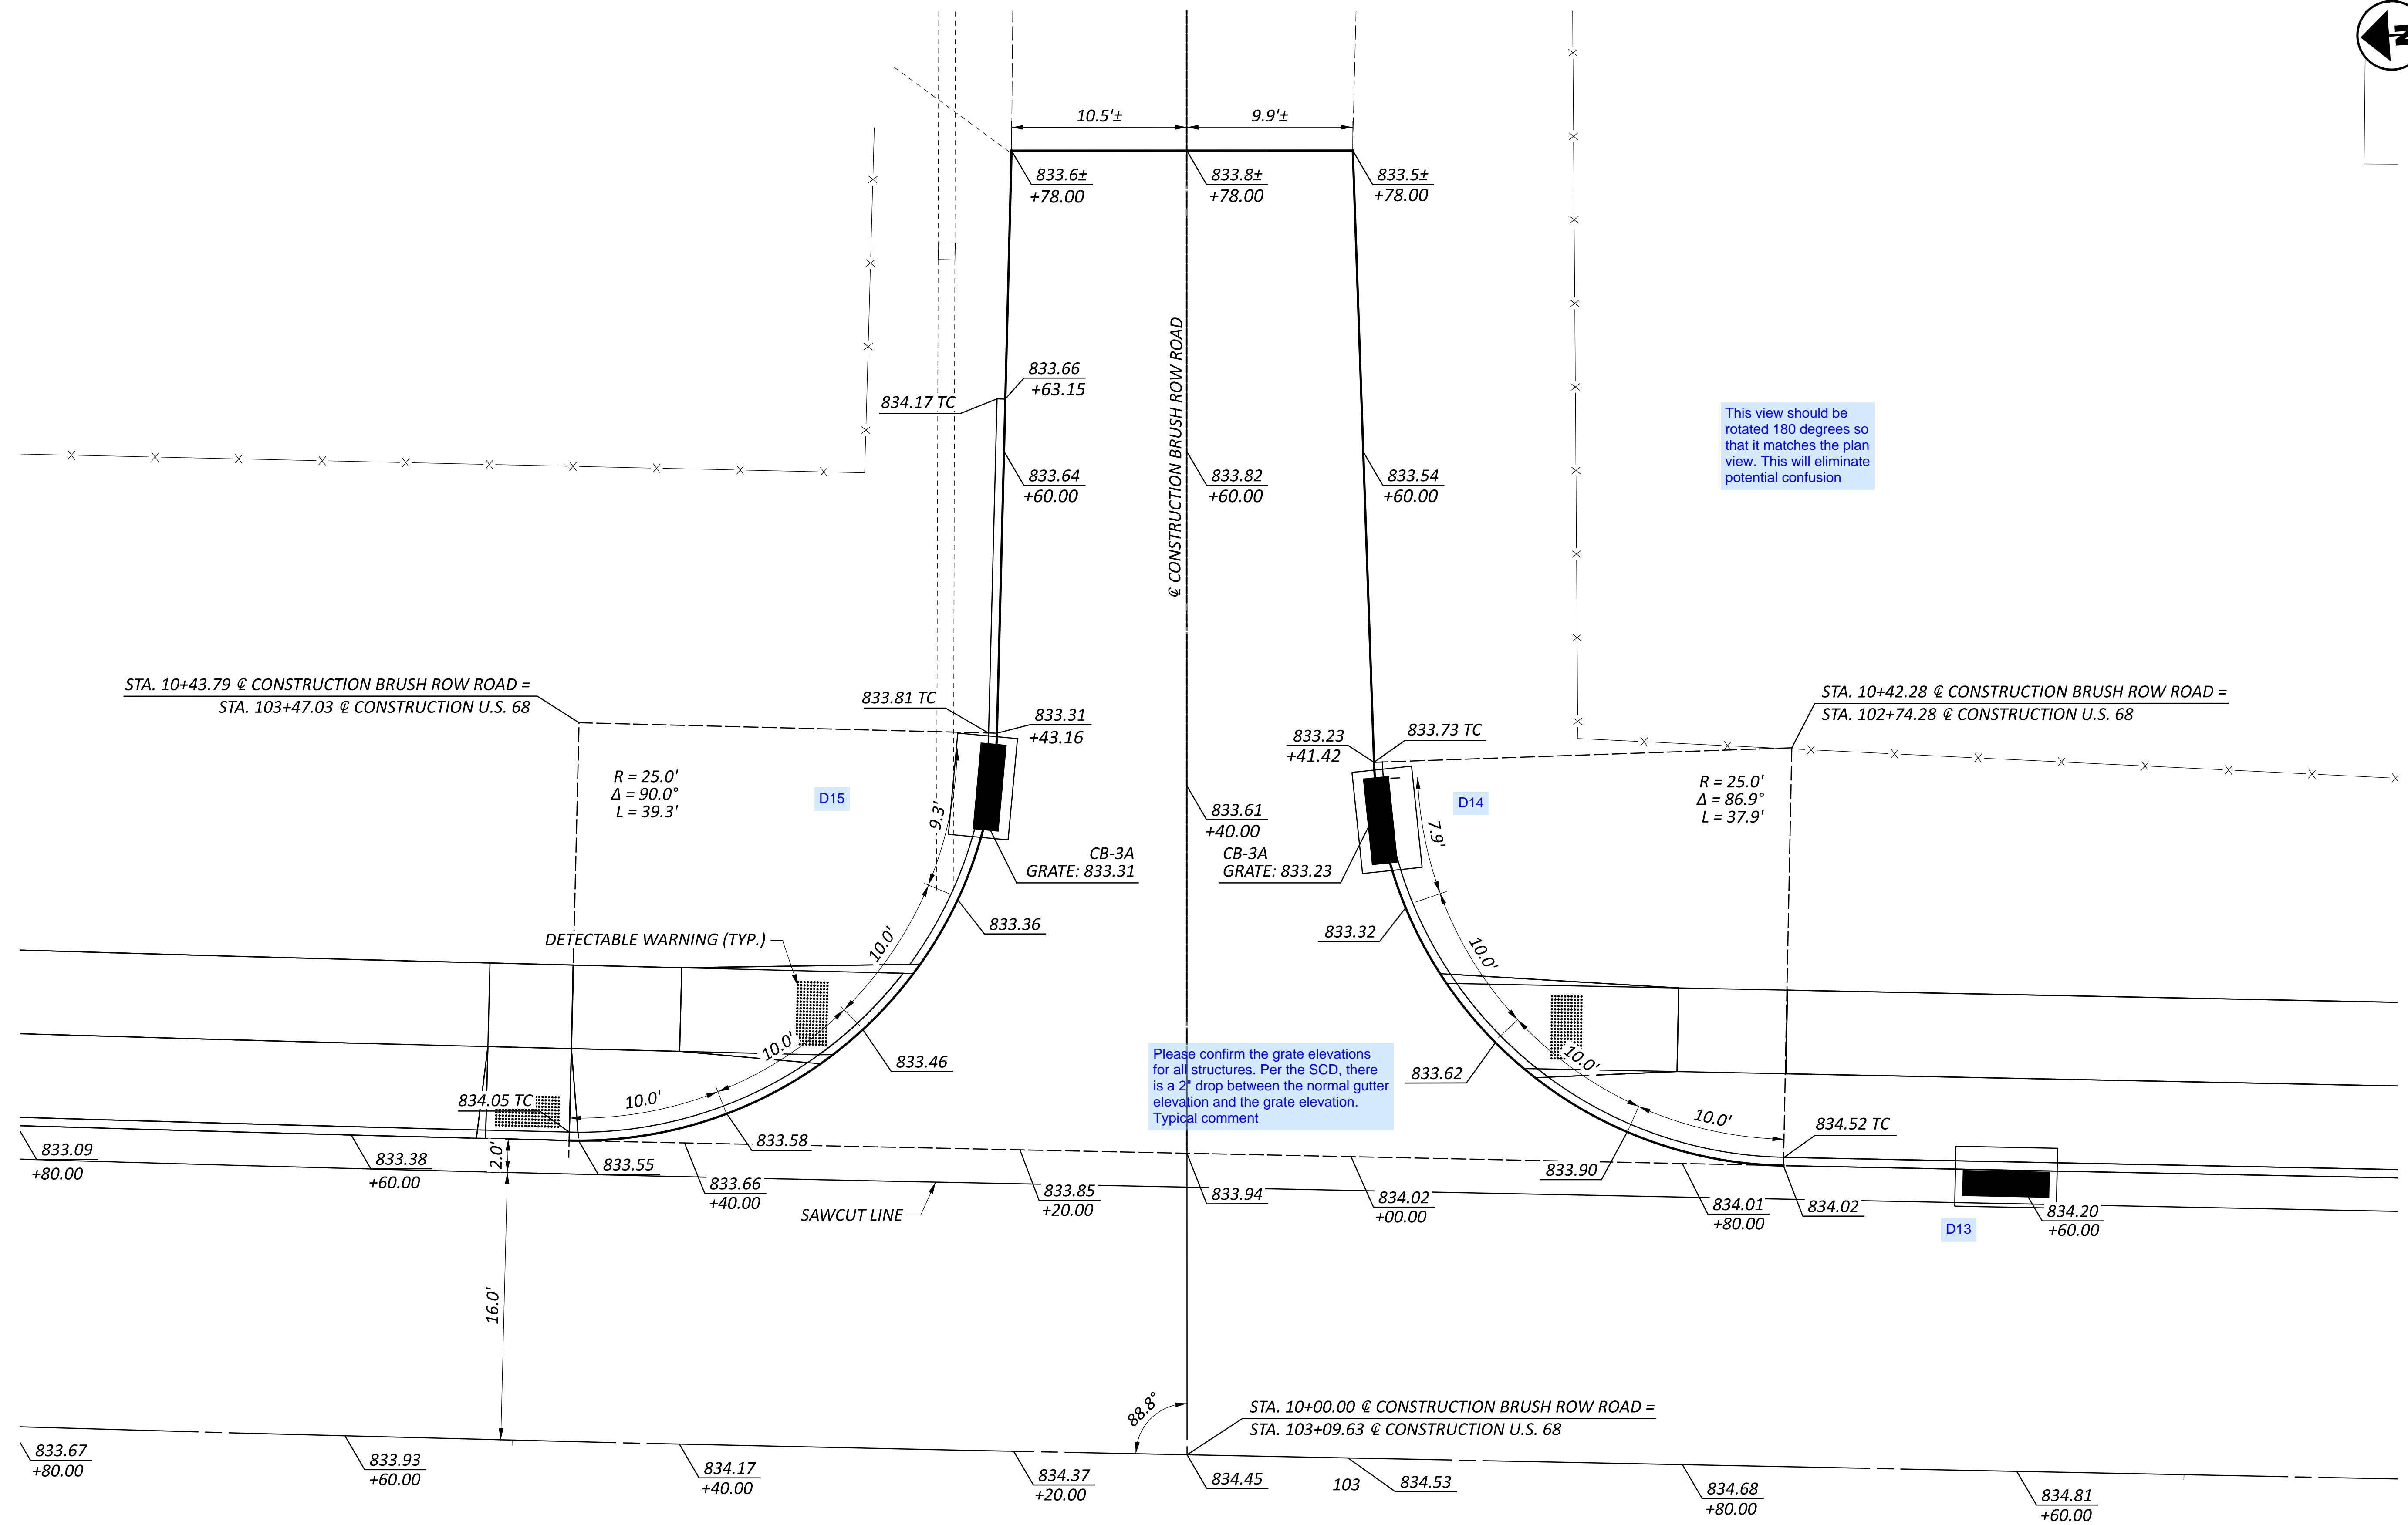 N
10.5'±
9.9'±
833.6±
+78.00
833.8±
+78.00
833.5±
+78.00
833.66
+63.15
834.17 TC
833.64
+60.00
833.82
+60.00
833.54
+60.00
℄ CONSTRUCTION BRUSH ROW ROAD
This view should be
rotated 180 degrees so
that it matches the plan
view. This will eliminate
potential confusion
STA. 10+43.79 ℄ CONSTRUCTION BRUSH ROW ROAD =
STA. 103+47.03 ℄ CONSTRUCTION U.S. 68
833.81 TC
833.31
+43.16
833.23
+41.42
833.73 TC
STA. 10+42.28 ℄ CONSTRUCTION BRUSH ROW ROAD =
STA. 102+74.28 ℄ CONSTRUCTION U.S. 68
R = 25.0'
Δ = 90.0°
L = 39.3'
D15
9.3'
833.61
+40.00
D14
7.9'
R = 25.0'
Δ = 86.9°
L = 37.9'
CB-3A
GRATE: 833.31
CB-3A
GRATE: 833.23
833.36
833.32
DETECTABLE WARNING (TYP.)
10.0'
10.0'
10.0'
833.46
Please confirm the grate elevations
for all structures. Per the SCD, there
is a 2" drop between the normal gutter
elevation and the grate elevation.
Typical comment
833.62
10.0'
10.0'
10.0'
834.05 TC
834.52 TC
833.09
+80.00
833.38
+60.00
2.0'
833.55
833.58
833.66
+40.00
833.85
+20.00
833.94
834.02
+00.00
833.90
834.01
+80.00
834.02
834.20
+60.00
D13
SAWCUT LINE
16.0'
88.8°
STA. 10+00.00 ℄ CONSTRUCTION BRUSH ROW ROAD =
STA. 103+09.63 ℄ CONSTRUCTION U.S. 68
833.67
+80.00
833.93
+60.00
834.17
+40.00
834.37
+20.00
834.45
103
834.53
834.68
+80.00
834.81
+60.00